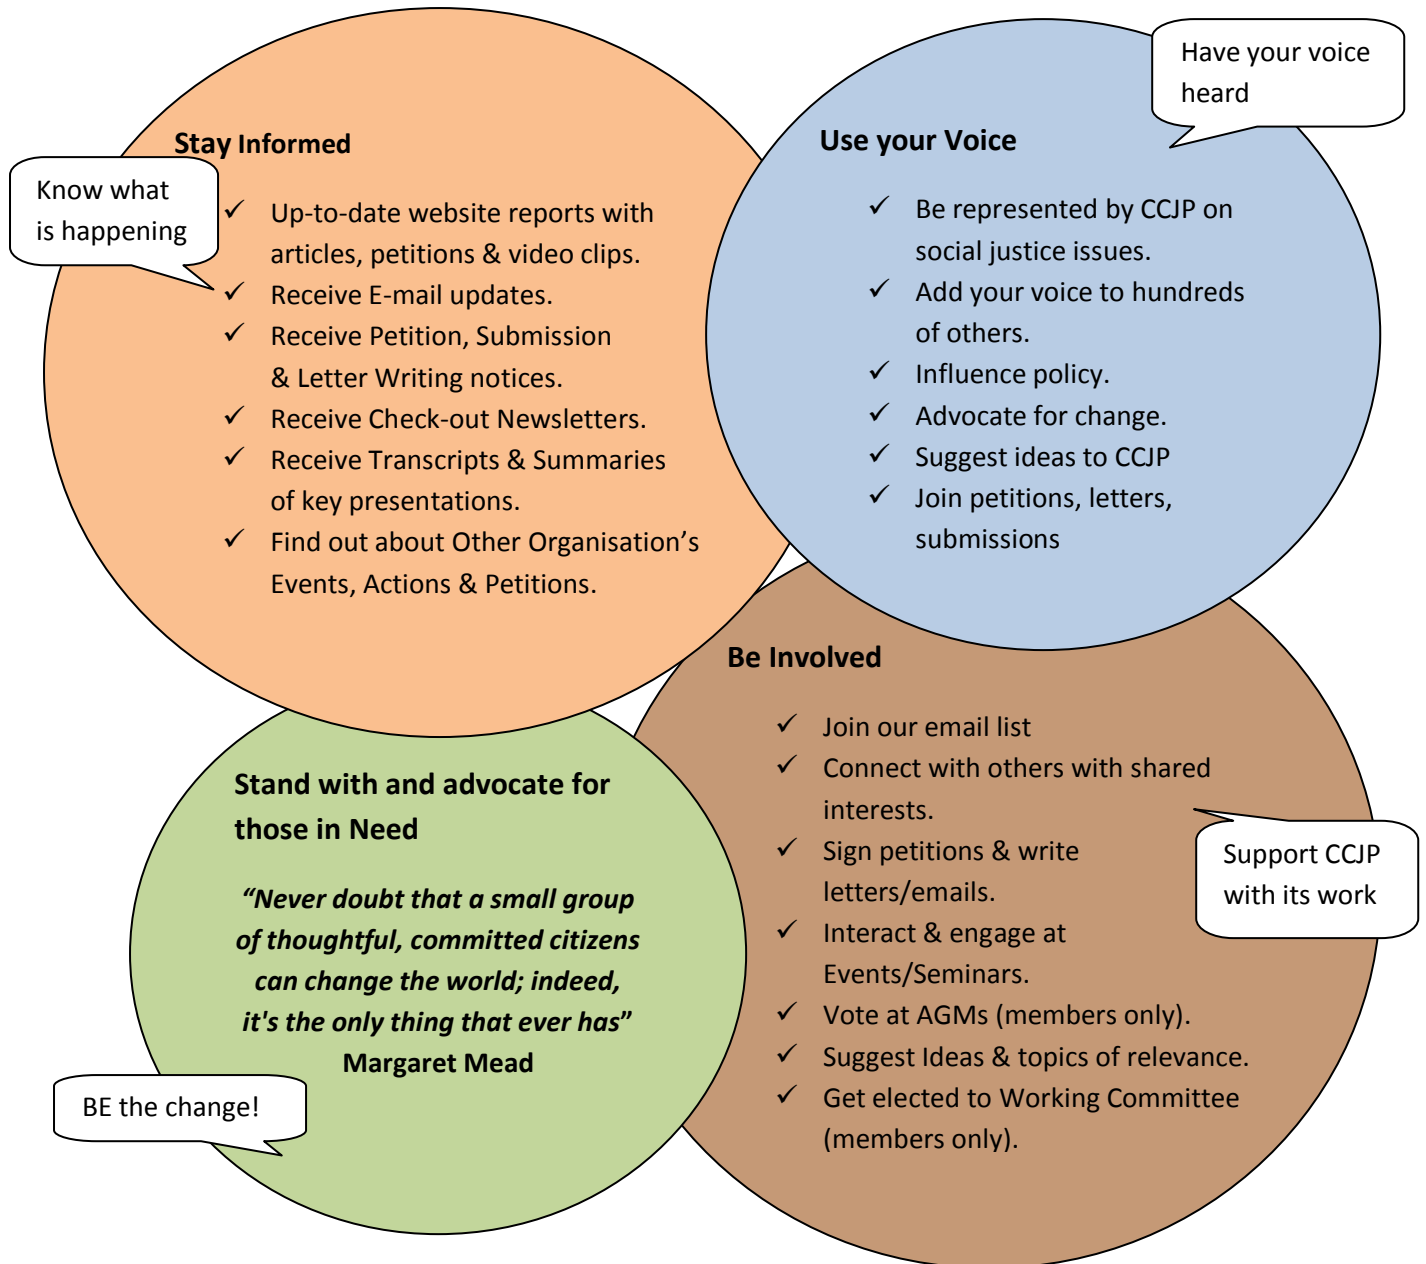 Have your voice
heard
Stay Informed
Know what
is happening
✓ Up-to-date website reports with
articles, petitions & video clips.
✓ Receive E-mail updates.
✓ Receive Petition, Submission
& Letter Writing notices.
✓ Receive Check-out Newsletters.
✓ Receive Transcripts & Summaries
of key presentations.
✓ Find out about Other Organisation’s
Events, Actions & Petitions.
Use your Voice
✓ Be represented by CCJP on
social justice issues.
✓ Add your voice to hundreds
of others.
✓ Influence policy.
✓ Advocate for change.
✓ Suggest ideas to CCJP
✓ Join petitions, letters,
submissions
Stand with and advocate for
those in Need
“Never doubt that a small group
of thoughtful, committed citizens
can change the world; indeed,
it's the only thing that ever has”
Margaret Mead
BE the change!
Be Involved
✓ Join our email list
✓ Connect with others with shared
interests.
✓ Sign petitions & write
letters/emails.
✓ Interact & engage at
Events/Seminars.
✓ Vote at AGMs (members only).
✓ Suggest Ideas & topics of relevance.
✓ Get elected to Working Committee
(members only).
Support CCJP
with its work